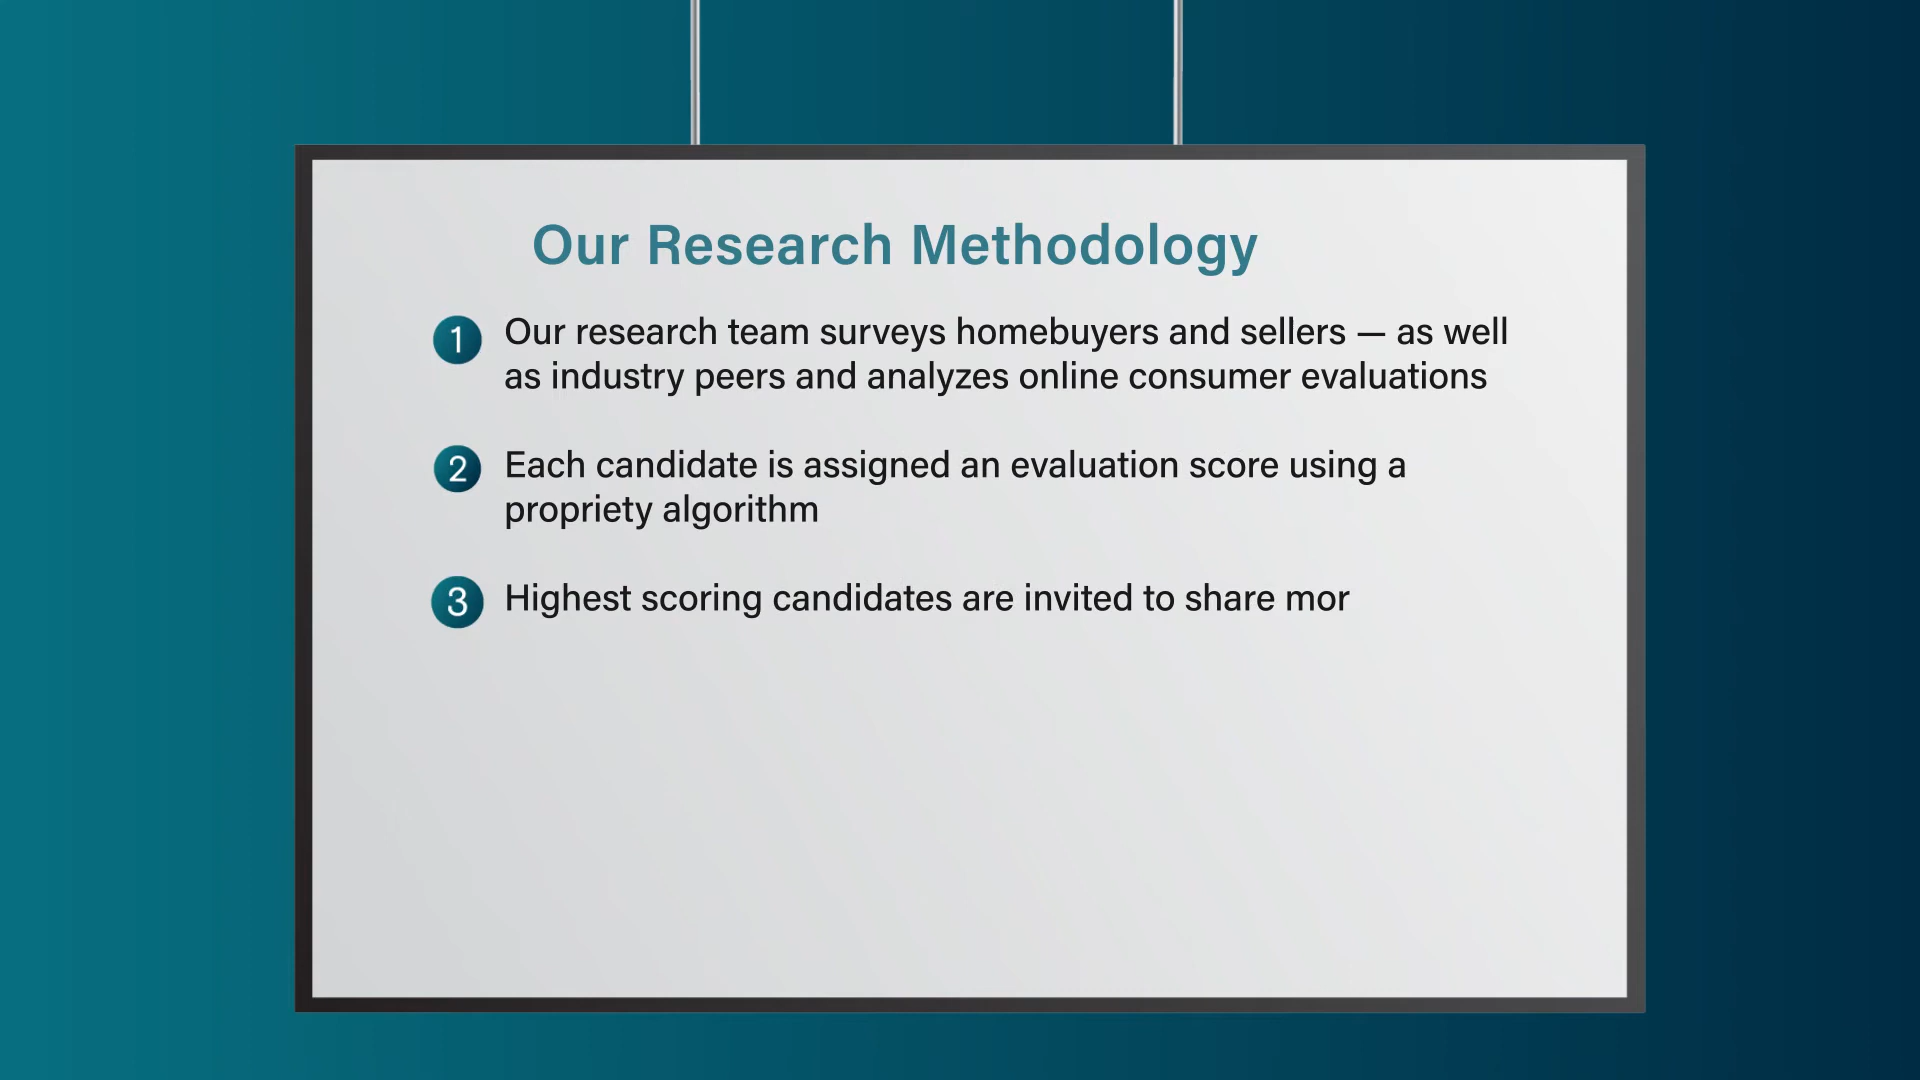 Our Research Methodology
1 Our research team surveys homebuyers and sellers — as well
as industry peers and analyzes online consumer evaluations
2 Each candidate is assigned an evaluation score using a
propriety algorithm
3 Highest scoring candidates are invited to share mor